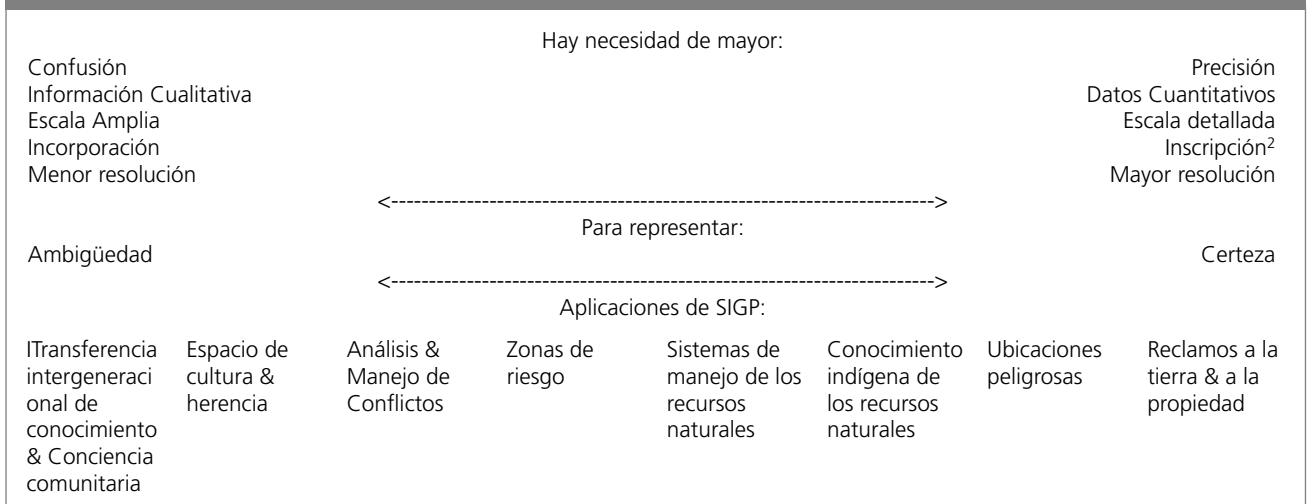 Hay necesidad de mayor:
Confusión Precisión
Información Cualitativa Datos Cuantitativos
Escala Amplia Escala detallada
Incorporación Inscripción²
Menor resolución Mayor resolución
<---------------------------------------------------------------------->
Para representar:
Ambigüedad Certeza
<---------------------------------------------------------------------->
Aplicaciones de SIGP:
ITransferencia
intergeneraci
onal de
conocimiento
& Conciencia
comunitaria
Espacio de
cultura &
herencia
Análisis &
Manejo de
Conflictos
Zonas de
riesgo
Sistemas de
manejo de los
recursos
naturales
Conocimiento
indígena de
los recursos
naturales
Ubicaciones
peligrosas
Reclamos a la
tierra & a la
propiedad